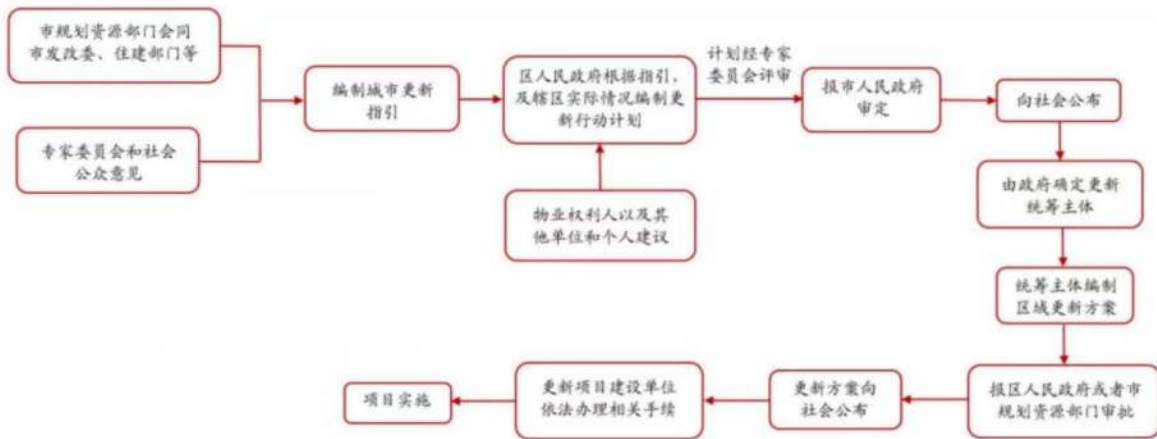 市规划资源部门会同
市发改委、住建部门等
专家委员会和社会
公众意见
编制城市更新
指引
区人民政府根据指引,
及辖区实际情况编制更
新行动计划
物业权利人以及其
他单位和个人建议
计划经专家
委员会评审
报市人民政府
审定
向社会公布
由政府确定更新
统筹主体
统筹主体编制
区域更新方案
报区人民政府或者市
规划资源部门审批
更新方案向
社会公布
更新项目建设单位
依法办理相关手续
项目实施